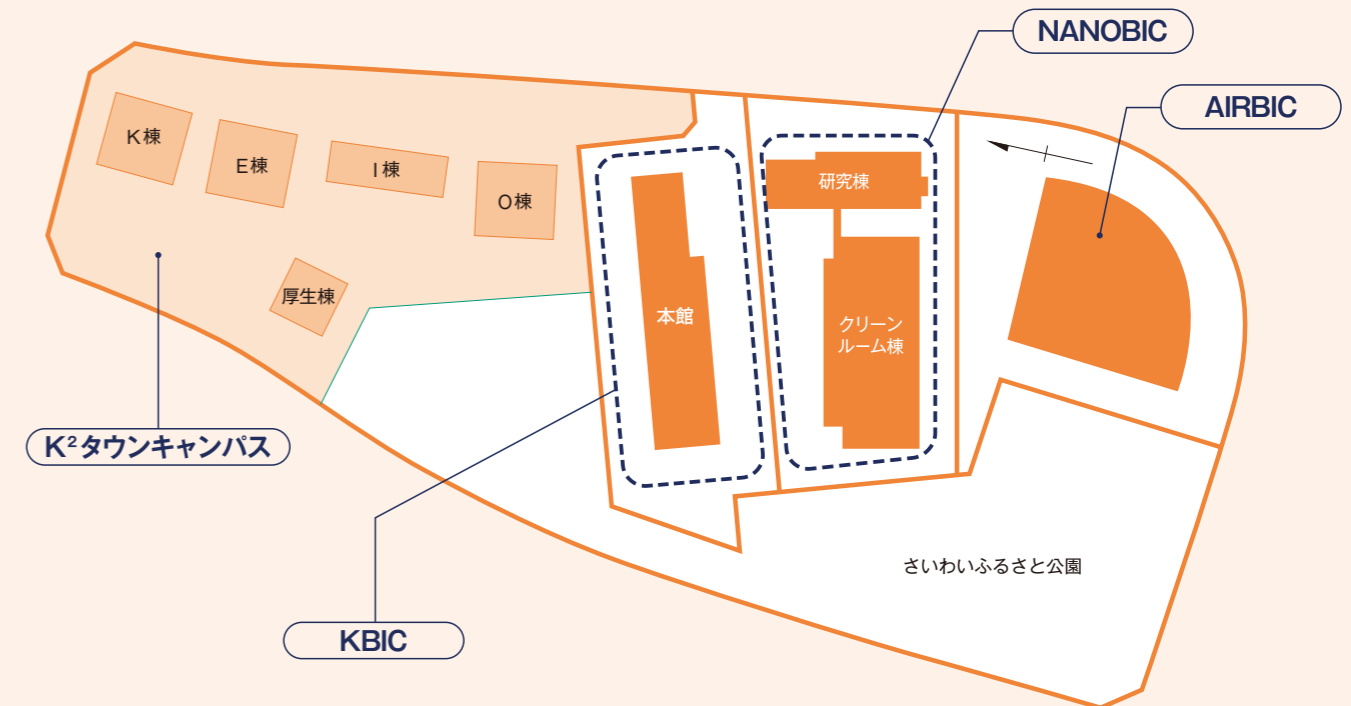 NANOBIC
AIRBIC
K棟
E棟
I棟
O棟
研究棟
厚生棟
本館
クリーン
ルーム棟
K²タウンキャンパス
さいわいふるさと公園
KBIC